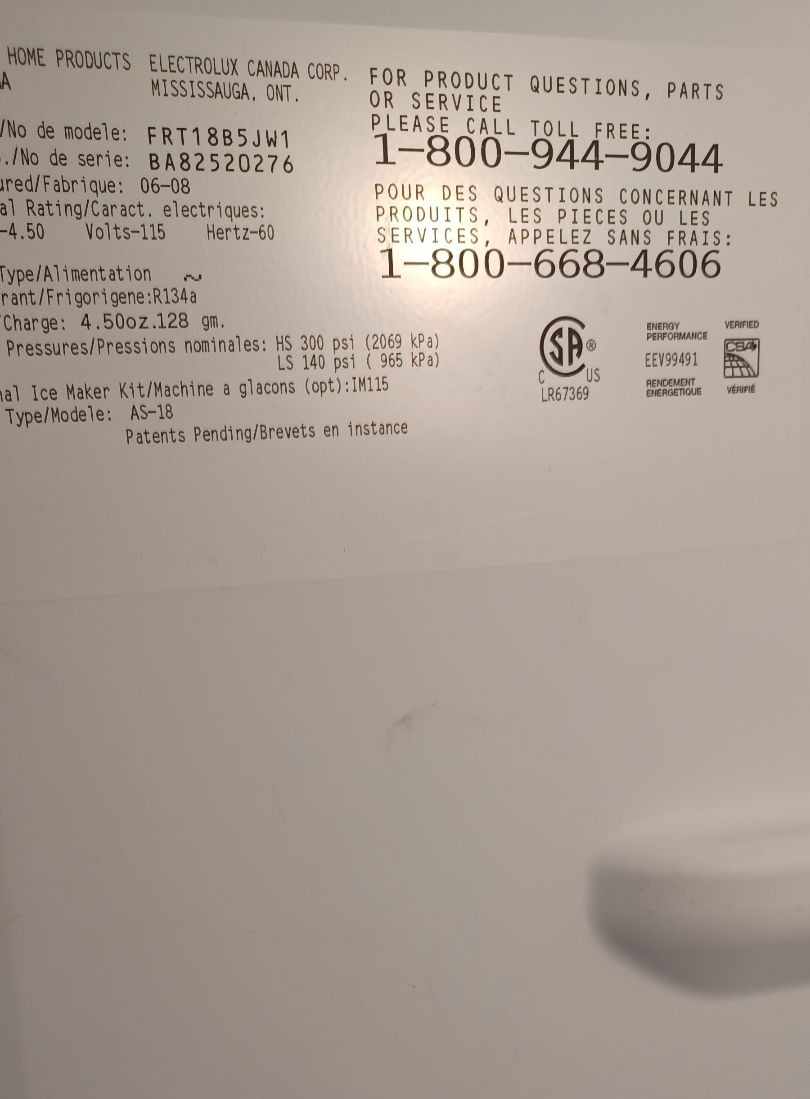 HOME PRODUCTS ELECTROLUX CANADA CORP.
A MISSISSAUGA, ONT.
/No de modele: FRT18B5JW1
./No de serie: BA82520276
ured/Fabrique: 06-08
al Rating/Caract. electriques:
-4.50 Volts-115 Hertz-60
Type/Alimentation ~
rant/Frigorigene:R134a
Charge: 4.50oz.128 gm.
Pressures/Pressions nominales: HS 300 psi (2069 kPa)
LS 140 psi ( 965 kPa)
nal Ice Maker Kit/Machine a glacons (opt):IM115
Type/Modele: AS-18
Patents Pending/Brevets en instance
FOR PRODUCT QUESTIONS, PARTS
OR SERVICE
PLEASE CALL TOLL FREE:
1-800-944-9044
POUR DES QUESTIONS CONCERNANT LES
PRODUITS, LES PIECES OU LES
SERVICES, APPELEZ SANS FRAIS:
1-800-668-4606
SA®
C US
LR67369
ENERGY
PERFORMANCE
EEV99491
RENDEMENT
ENERGETIQUE
VERIFIED
CSA
VÉRIFIÉ